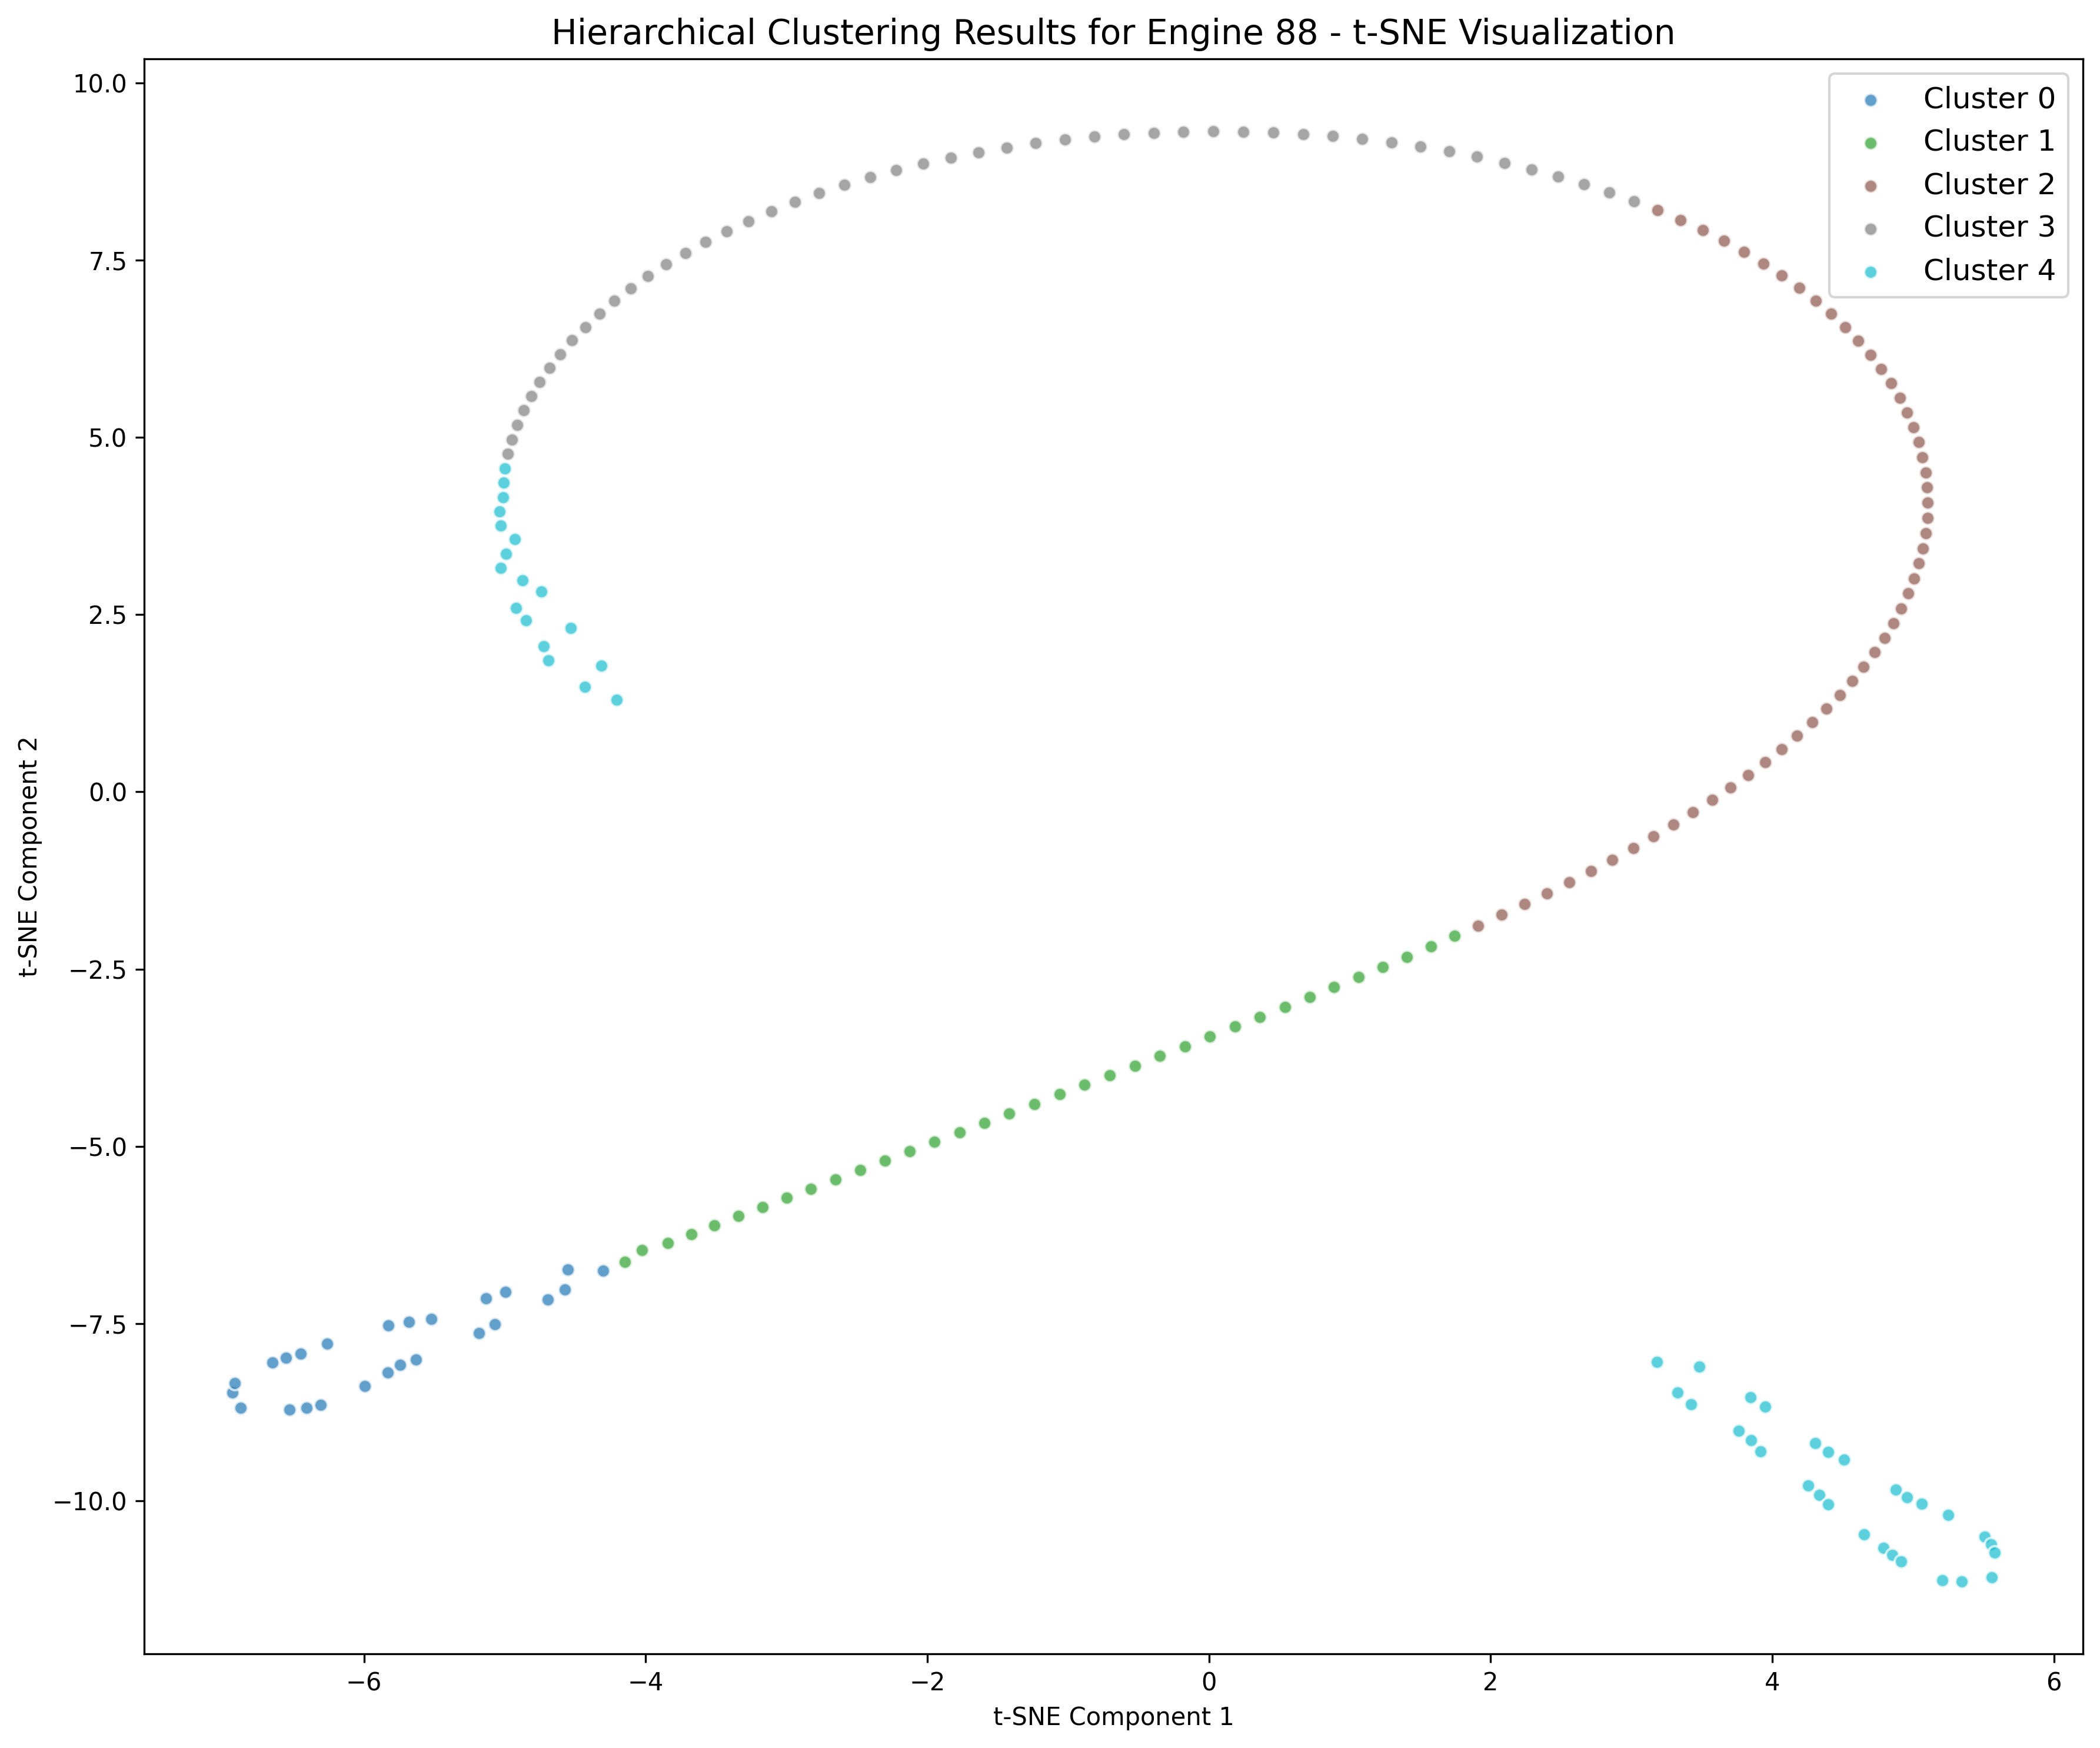 Hierarchical Clustering Results for Engine 88 - t-SNE Visualization
Cluster 0
Cluster 1
Cluster 2
Cluster 3
Cluster 4
10.0
7.5
5.0
2.5
0.0
−2.5
−5.0
−7.5
−10.0
t-SNE Component 2
−6
−4
−2
0
2
4
6
t-SNE Component 1